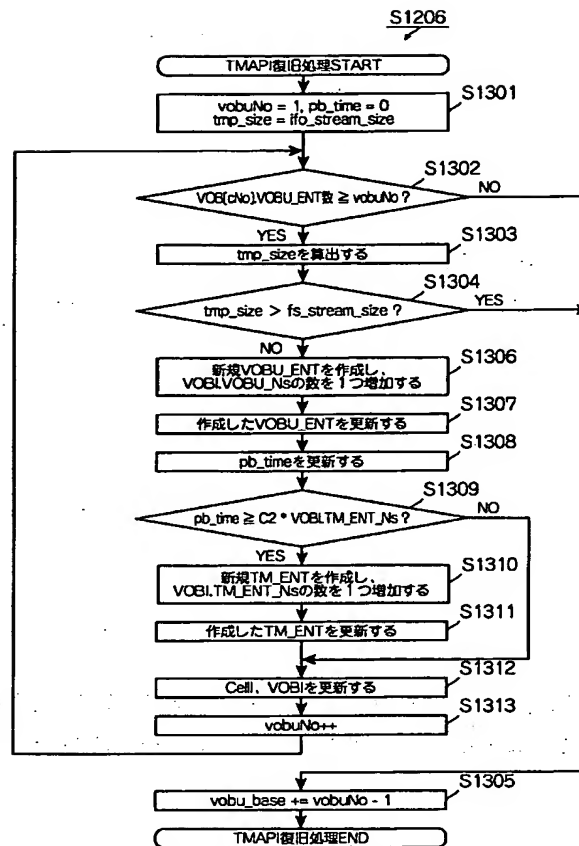 S1206
TMAPI復旧処理START
S1301
vobuNo = 1, pb_time = 0
tmp_size = ifo_stream_size
S1302
VOB[cNo].VOBU_ENT数 ≧ vobuNo ?
NO
YES
S1303
tmp_sizeを算出する
S1304
tmp_size > fs_stream_size ?
YES
NO
S1306
新規VOBU_ENTを作成し、
VOBI.VOBU_Nsの数を1つ増加する
S1307
作成したVOBU_ENTを更新する
S1308
pb_timeを更新する
S1309
pb_time ≧ C2 * VOBI.TM_ENT_Ns ?
NO
YES
S1310
新規TM_ENTを作成し、
VOBI.TM_ENT_Nsの数を1つ増加する
S1311
作成したTM_ENTを更新する
S1312
CellI、VOBIを更新する
S1313
vobuNo++
S1305
vobu_base += vobuNo - 1
TMAPI復旧処理END